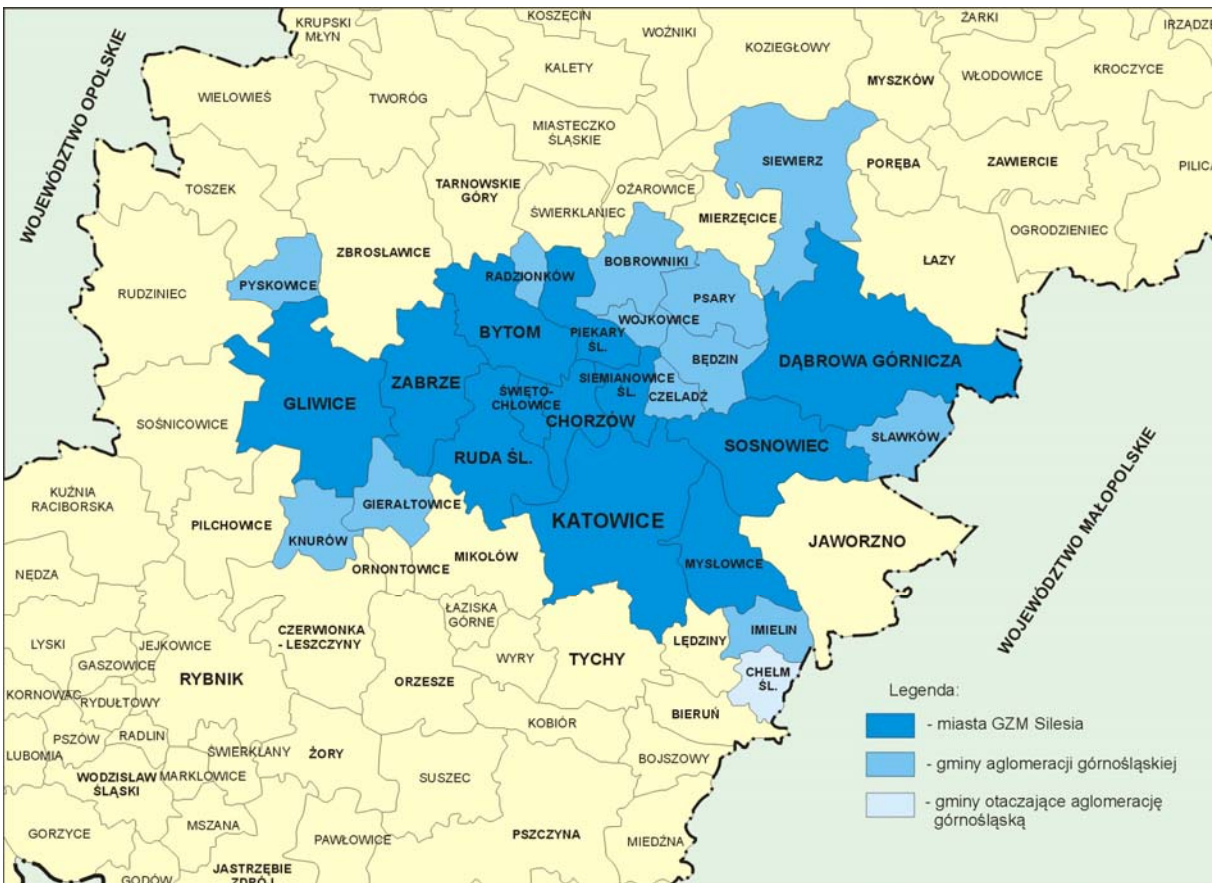 KRUPSKI
MŁYN
KOSZĘCIN
WOŹNIKI
KOZIEGŁOWY
ŻARKI
IRZĄDZE
WOJEWÓDZTWO OPOLSKIE
WIELOWIEŚ
TWORÓG
KALETY
MYSZKÓW
WŁODOWICE
KROCZYCE
MIASTECZKO
ŚLĄSKIE
SIEWIERZ
PORĘBA
ZAWIERCIE
PILICA
TOSZEK
TARNOWSKIE
GÓRY
OŻAROWICE
ŚWIERKLANIEC
MIERZĘCICE
OGRODZIENIEC
ZBROSŁAWICE
ŁAZY
RUDZINIEC
PYSKOWICE
RADZIONKÓW
BOBROWNIKI
PSARY
BYTOM
PIEKARY
ŚL.
WOJKOWICE
BĘDZIN
DĄBROWA GÓRNICZA
ZABRZE
GLIWICE
ŚWIĘTO-
CHŁOWICE
SIEMIANOWICE
ŚL.
CZELADŹ
CHORZÓW
SOŚNICOWICE
RUDA ŚL.
SOSNOWIEC
SŁAWKÓW
KUŹNIA
RACIBORSKA
PILCHOWICE
GIERAŁTOWICE
KNURÓW
KATOWICE
JAWORZNO
WOJEWÓDZTWO MAŁOPOLSKIE
NĘDZA
ORNONTOWICE
MIKOŁÓW
MYSŁOWICE
LYSKI
JEJKOWICE
CZERWIONKA
- LESZCZYNY
ŁAZISKA
GÓRNE
LĘDZINY
IMIELIN
GASZOWICE
RYBNIK
WYRY
TYCHY
CHEŁM
ŚL.
KORNOWAC
RYDUŁTOWY
ORZESZE
BIERUŃ
LUBOMIA
PSZÓW
RADLIN
ŚWIERKLANY
ŻORY
KOBIÓR
BOJSZOWY
WODZISŁAW
ŚLĄSKI
MARKLOWICE
SUSZEC
GORZYCE
MSZANA
PAWŁOWICE
PSZCZYNA
MIEDŹNA
GODÓW
JASTRZĘBIE
ZDRÓJ
Legenda:
- miasta GZM Silesia
- gminy aglomeracji górnośląskiej
- gminy otaczające aglomerację
górnośląską